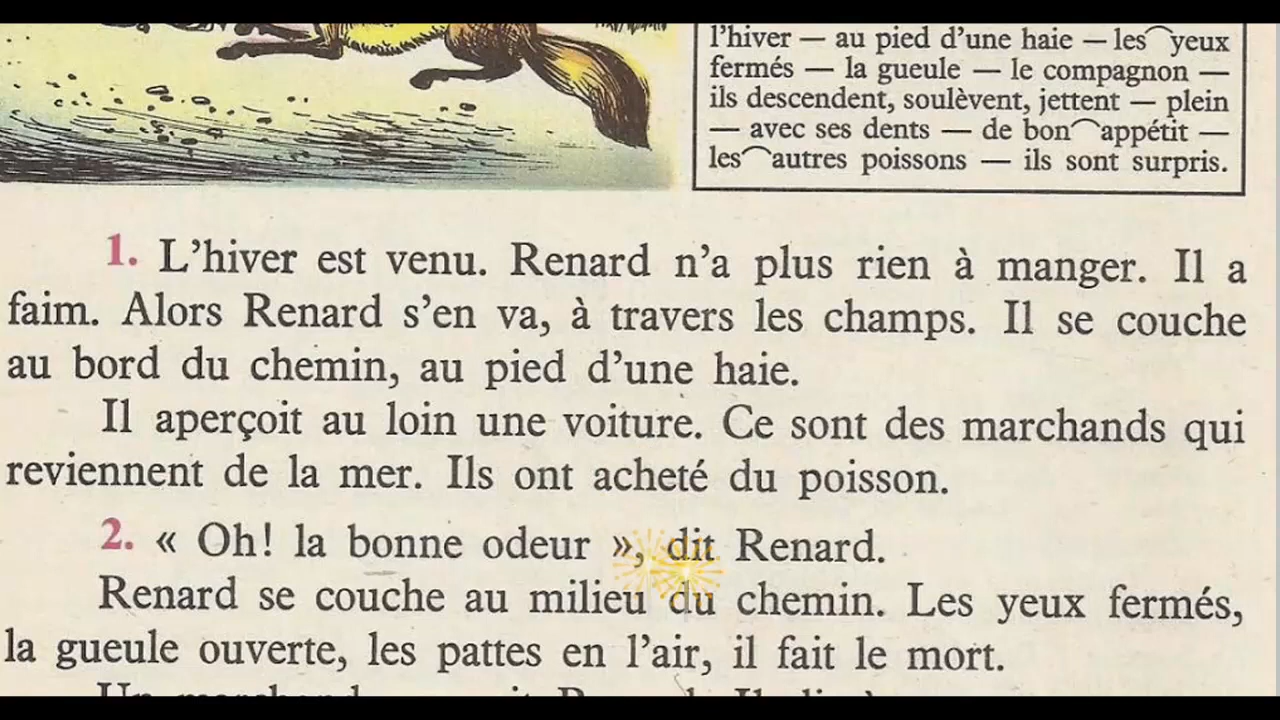 l'hiver — au pied d'une haie — les yeux
fermés — la gueule — le compagnon —
ils descendent, soulèvent, jettent — plein
— avec ses dents — de bon appétit —
les autres poissons — ils sont surpris.
1. L'hiver est venu. Renard n'a plus rien à manger. Il a
faim. Alors Renard s'en va, à travers les champs. Il se couche
au bord du chemin, au pied d'une haie.
Il aperçoit au loin une voiture. Ce sont des marchands qui
reviennent de la mer. Ils ont acheté du poisson.
2. « Oh! la bonne odeur », dit Renard.
Renard se couche au milieu du chemin. Les yeux fermés,
la gueule ouverte, les pattes en l'air, il fait le mort.